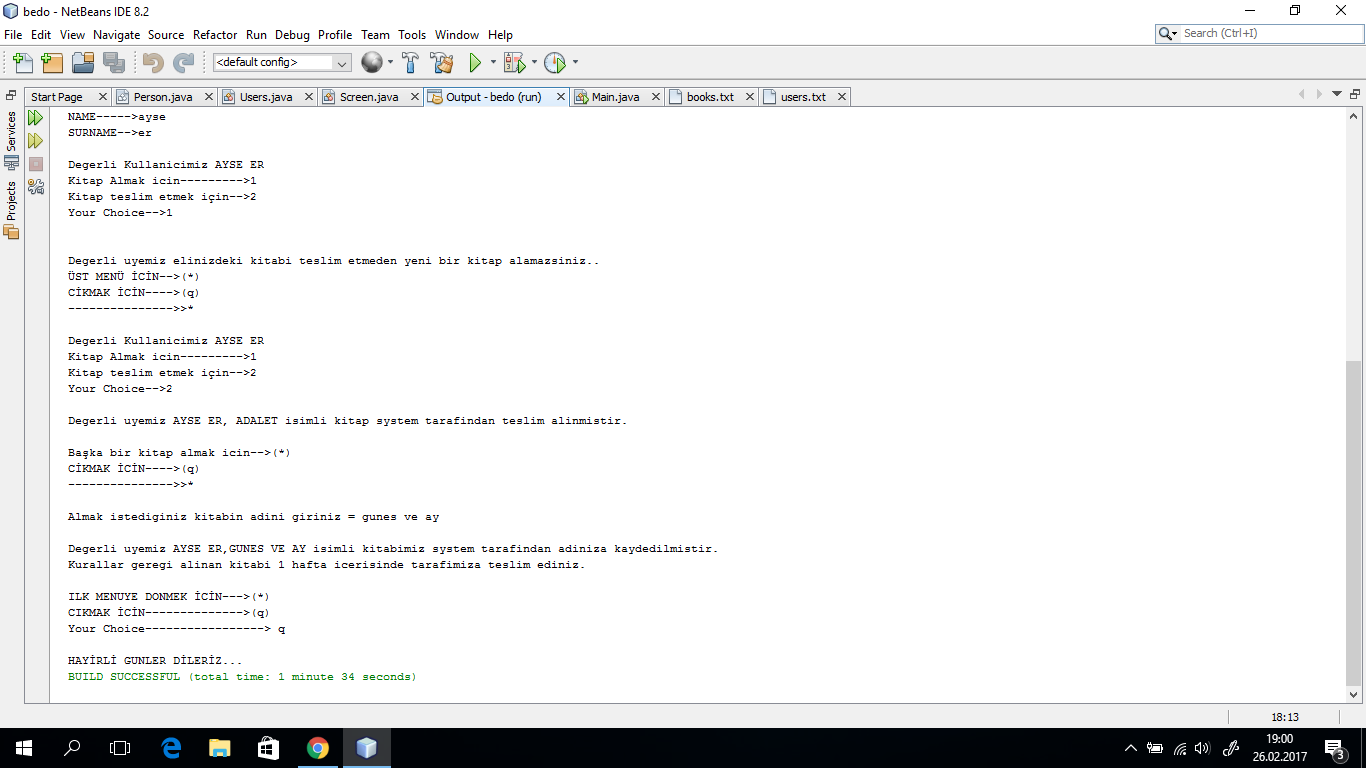 bedo - NetBeans IDE 8.2
File Edit View Navigate Source Refactor Run Debug Profile Team Tools Window Help
Search (Ctrl+I)
<default config>
Start Page Person.java Users.java Screen.java Output - bedo (run) Main.java books.txt users.txt
Services
Projects
NAME----->ayse
SURNAME-->er
Degerli Kullanicimiz AYSE ER
Kitap Almak icin--------->1
Kitap teslim etmek için-->2
Your Choice-->1
Degerli uyemiz elinizdeki kitabi teslim etmeden yeni bir kitap alamazsiniz..
ÜST MENÜ İCİN-->(*)
CİKMAK İCİN---->(q)
--------------->>*
Degerli Kullanicimiz AYSE ER
Kitap Almak icin--------->1
Kitap teslim etmek için-->2
Your Choice-->2
Degerli uyemiz AYSE ER, ADALET isimli kitap system tarafindan teslim alinmistir.
Başka bir kitap almak icin-->(*)
CİKMAK İCİN---->(q)
--------------->>*
Almak istediginiz kitabin adini giriniz = gunes ve ay
Degerli uyemiz AYSE ER,GUNES VE AY isimli kitabimiz system tarafindan adiniza kaydedilmistir.
Kurallar geregi alinan kitabi 1 hafta icerisinde tarafimiza teslim ediniz.
ILK MENUYE DONMEK İCİN--->(*)
CIKMAK İCİN-------------->(q)
Your Choice-----------------> q
HAYİRLİ GUNLER DİLERİZ...
BUILD SUCCESSFUL (total time: 1 minute 34 seconds)
18:13
19:00
26.02.2017
3